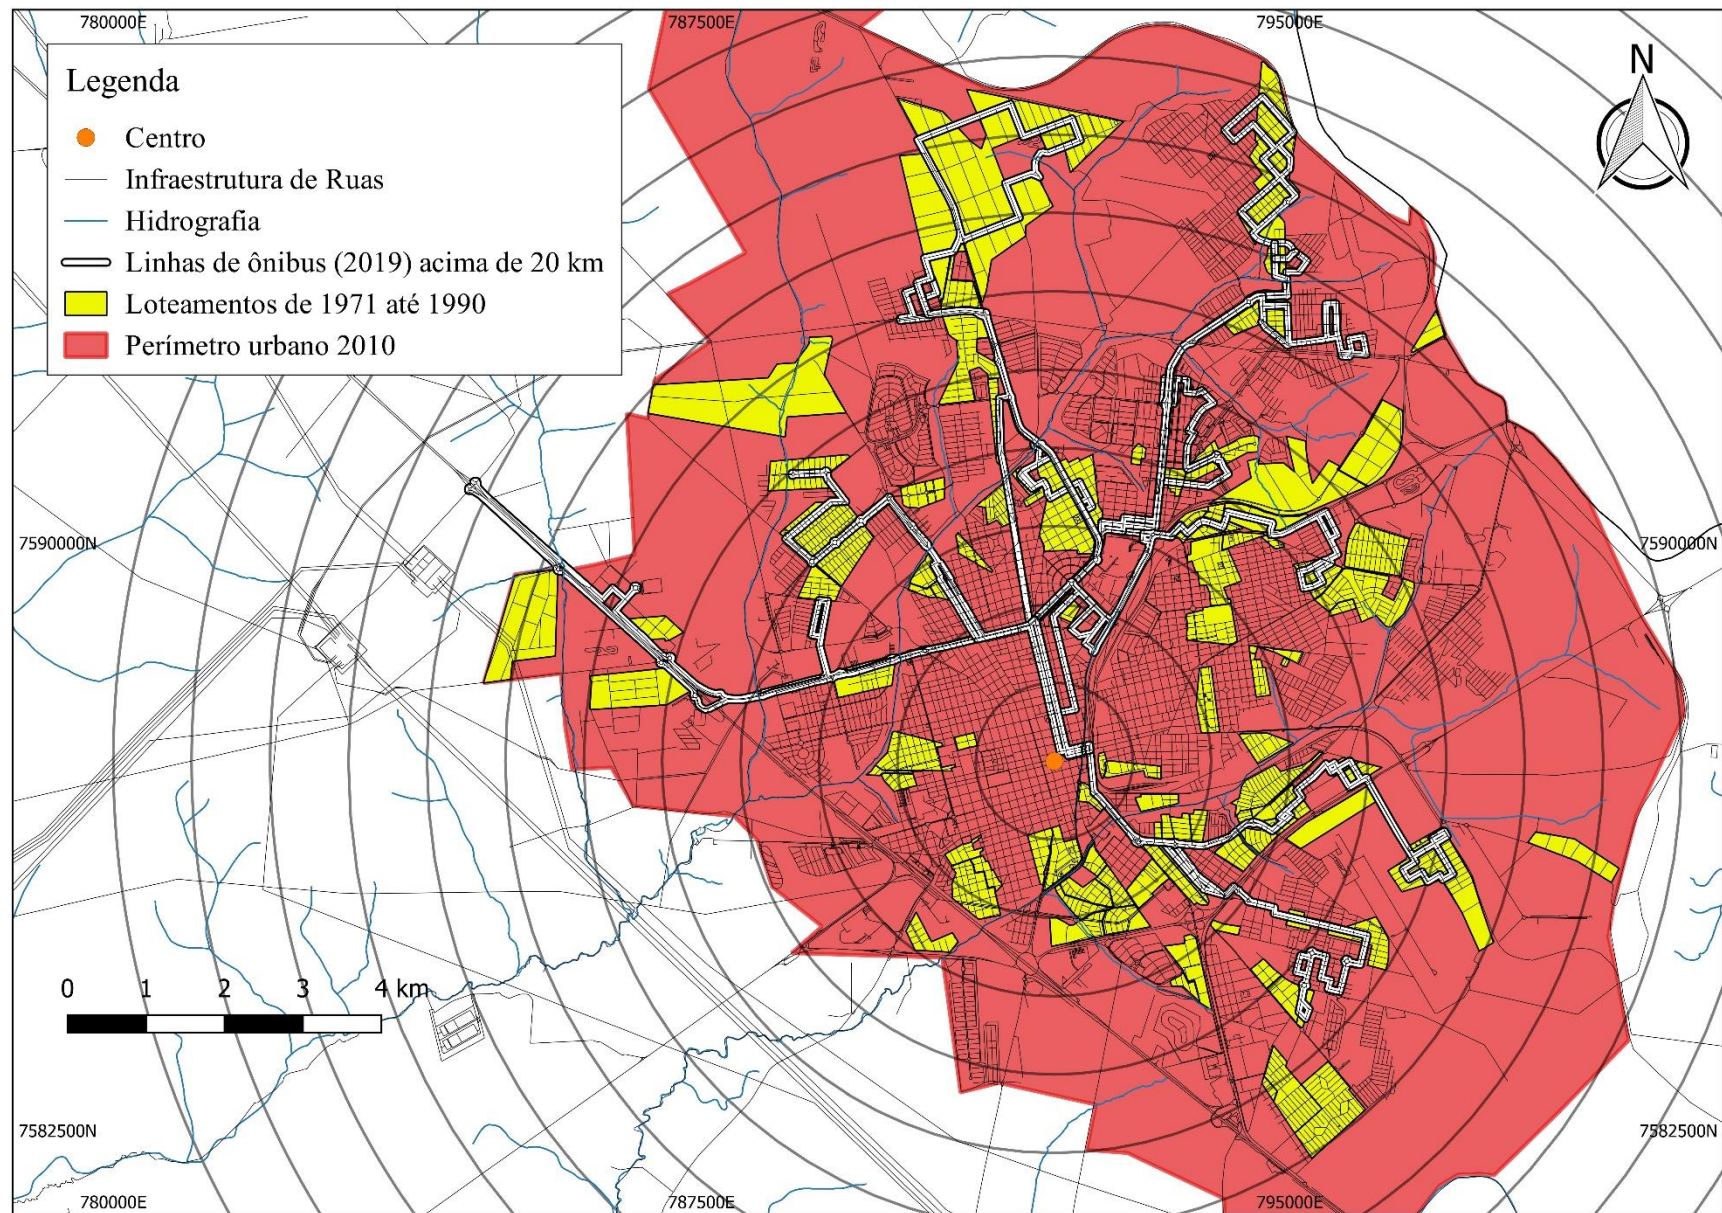 780000E
787500E
795000E
Legenda
Centro
Infraestrutura de Ruas
Hidrografia
Linhas de ônibus (2019) acima de 20 km
Loteamentos de 1971 até 1990
Perímetro urbano 2010
N
7590000N
7590000N
0 1 2 3 4 km
7582500N
7582500N
780000E
787500E
795000E